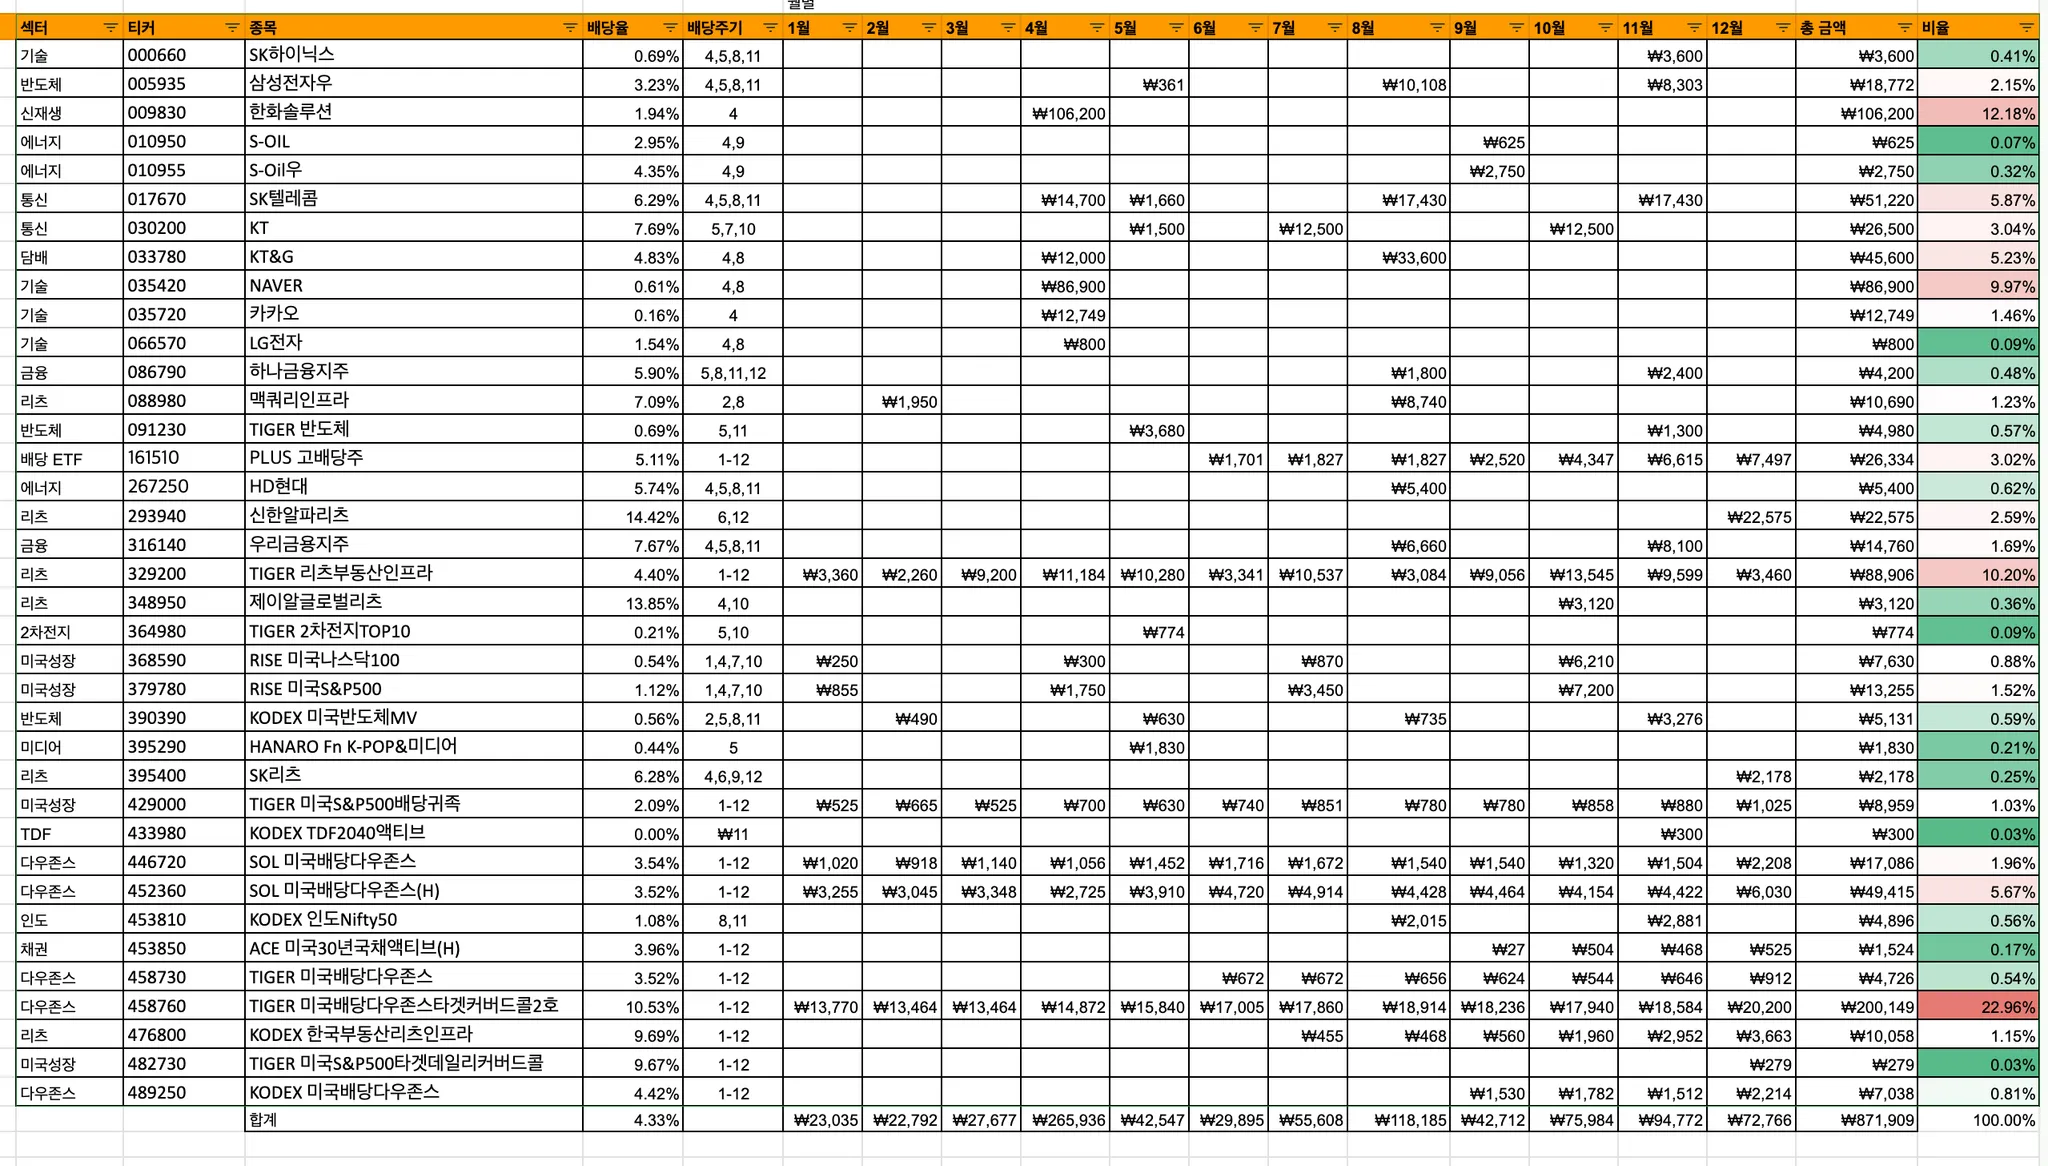 월별
섹터 티커 종목 배당율 배당주기 1월 2월 3월 4월 5월 6월 7월 8월 9월 10월 11월 12월 총 금액 비율
기술 000660 SK하이닉스 0.69% 4,5,8,11 ₩3,600 ₩3,600 0.41%
반도체 005935 삼성전자우 3.23% 4,5,8,11 ₩361 ₩10,108 ₩8,303 ₩18,772 2.15%
신재생 009830 한화솔루션 1.94% 4 ₩106,200 ₩106,200 12.18%
에너지 010950 S-OIL 2.95% 4,9 ₩625 ₩625 0.07%
에너지 010955 S-Oil우 4.35% 4,9 ₩2,750 ₩2,750 0.32%
통신 017670 SK텔레콤 6.29% 4,5,8,11 ₩14,700 ₩1,660 ₩17,430 ₩17,430 ₩51,220 5.87%
통신 030200 KT 7.69% 5,7,10 ₩1,500 ₩12,500 ₩12,500 ₩26,500 3.04%
담배 033780 KT&G 4.83% 4,8 ₩12,000 ₩33,600 ₩45,600 5.23%
기술 035420 NAVER 0.61% 4,8 ₩86,900 ₩86,900 9.97%
기술 035720 카카오 0.16% 4 ₩12,749 ₩12,749 1.46%
기술 066570 LG전자 1.54% 4,8 ₩800 ₩800 0.09%
금융 086790 하나금융지주 5.90% 5,8,11,12 ₩1,800 ₩2,400 ₩4,200 0.48%
리츠 088980 맥쿼리인프라 7.09% 2,8 ₩1,950 ₩8,740 ₩10,690 1.23%
반도체 091230 TIGER 반도체 0.69% 5,11 ₩3,680 ₩1,300 ₩4,980 0.57%
배당 ETF 161510 PLUS 고배당주 5.11% 1-12 ₩1,701 ₩1,827 ₩1,827 ₩2,520 ₩4,347 ₩6,615 ₩7,497 ₩26,334 3.02%
에너지 267250 HD현대 5.74% 4,5,8,11 ₩5,400 ₩5,400 0.62%
리츠 293940 신한알파리츠 14.42% 6,12 ₩22,575 ₩22,575 2.59%
금융 316140 우리금융지주 7.67% 4,5,8,11 ₩6,660 ₩8,100 ₩14,760 1.69%
리츠 329200 TIGER 리츠부동산인프라 4.40% 1-12 ₩3,360 ₩2,260 ₩9,200 ₩11,184 ₩10,280 ₩3,341 ₩10,537 ₩3,084 ₩9,056 ₩13,545 ₩9,599 ₩3,460 ₩88,906 10.20%
리츠 348950 제이알글로벌리츠 13.85% 4,10 ₩3,120 ₩3,120 0.36%
2차전지 364980 TIGER 2차전지TOP10 0.21% 5,10 ₩774 ₩774 0.09%
미국성장 368590 RISE 미국나스닥100 0.54% 1,4,7,10 ₩250 ₩300 ₩870 ₩6,210 ₩7,630 0.88%
미국성장 379780 RISE 미국S&P500 1.12% 1,4,7,10 ₩855 ₩1,750 ₩3,450 ₩7,200 ₩13,255 1.52%
반도체 390390 KODEX 미국반도체MV 0.56% 2,5,8,11 ₩490 ₩630 ₩735 ₩3,276 ₩5,131 0.59%
미디어 395290 HANARO Fn K-POP&미디어 0.44% 5 ₩1,830 ₩1,830 0.21%
리츠 395400 SK리츠 6.28% 4,6,9,12 ₩2,178 ₩2,178 0.25%
미국성장 429000 TIGER 미국S&P500배당귀족 2.09% 1-12 ₩525 ₩665 ₩525 ₩700 ₩630 ₩740 ₩851 ₩780 ₩780 ₩858 ₩880 ₩1,025 ₩8,959 1.03%
TDF 433980 KODEX TDF2040액티브 0.00% ₩11 ₩300 ₩300 0.03%
다우존스 446720 SOL 미국배당다우존스 3.54% 1-12 ₩1,020 ₩918 ₩1,140 ₩1,056 ₩1,452 ₩1,716 ₩1,672 ₩1,540 ₩1,540 ₩1,320 ₩1,504 ₩2,208 ₩17,086 1.96%
다우존스 452360 SOL 미국배당다우존스(H) 3.52% 1-12 ₩3,255 ₩3,045 ₩3,348 ₩2,725 ₩3,910 ₩4,720 ₩4,914 ₩4,428 ₩4,464 ₩4,154 ₩4,422 ₩6,030 ₩49,415 5.67%
인도 453810 KODEX 인도Nifty50 1.08% 8,11 ₩2,015 ₩2,881 ₩4,896 0.56%
채권 453850 ACE 미국30년국채액티브(H) 3.96% 1-12 ₩27 ₩504 ₩468 ₩525 ₩1,524 0.17%
다우존스 458730 TIGER 미국배당다우존스 3.52% 1-12 ₩672 ₩672 ₩656 ₩624 ₩544 ₩646 ₩912 ₩4,726 0.54%
다우존스 458760 TIGER 미국배당다우존스타겟커버드콜2호 10.53% 1-12 ₩13,770 ₩13,464 ₩13,464 ₩14,872 ₩15,840 ₩17,005 ₩17,860 ₩18,914 ₩18,236 ₩17,940 ₩18,584 ₩20,200 ₩200,149 22.96%
리츠 476800 KODEX 한국부동산리츠인프라 9.69% 1-12 ₩455 ₩468 ₩560 ₩1,960 ₩2,952 ₩3,663 ₩10,058 1.15%
미국성장 482730 TIGER 미국S&P500타겟데일리커버드콜 9.67% 1-12 ₩279 ₩279 0.03%
다우존스 489250 KODEX 미국배당다우존스 4.42% 1-12 ₩1,530 ₩1,782 ₩1,512 ₩2,214 ₩7,038 0.81%
합계 4.33% ₩23,035 ₩22,792 ₩27,677 ₩265,936 ₩42,547 ₩29,895 ₩55,608 ₩118,185 ₩42,712 ₩75,984 ₩94,772 ₩72,766 ₩871,909 100.00%